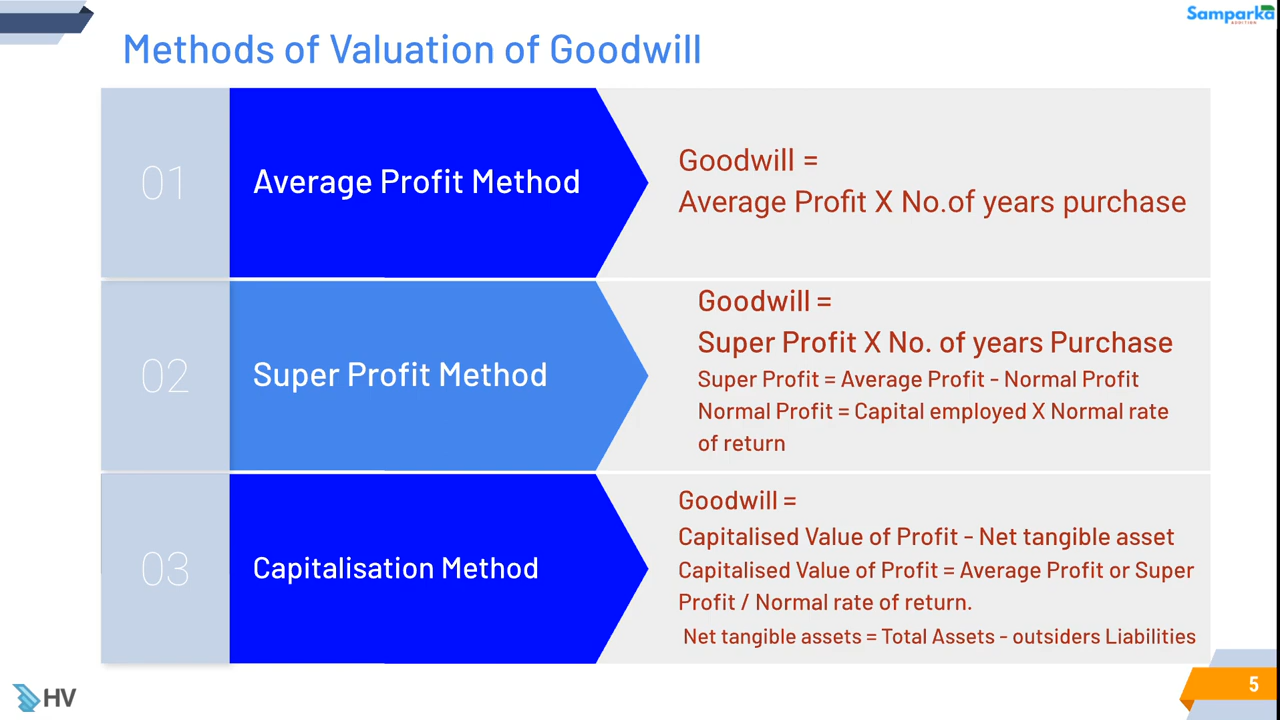 Samparka
Methods of Valuation of Goodwill
01
Average Profit Method
Goodwill =
Average Profit X No.of years purchase
02
Super Profit Method
Goodwill =
Super Profit X No. of years Purchase
Super Profit = Average Profit - Normal Profit
Normal Profit = Capital employed X Normal rate
of return
03
Capitalisation Method
Goodwill =
Capitalised Value of Profit - Net tangible asset
Capitalised Value of Profit = Average Profit or Super
Profit / Normal rate of return.
Net tangible assets = Total Assets - outsiders Liabilities
HV
5